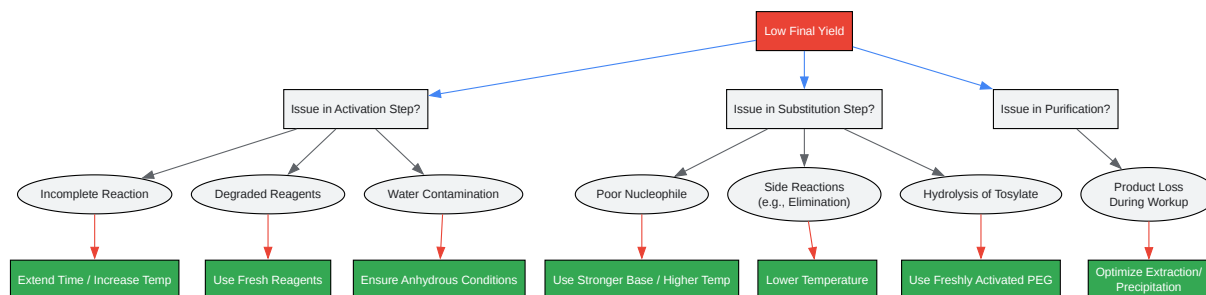 Low Final Yield
Issue in Activation Step?
Issue in Substitution Step?
Issue in Purification?
Incomplete Reaction
Degraded Reagents
Water Contamination
Poor Nucleophile
Side Reactions
(e.g., Elimination)
Hydrolysis of Tosylate
Product Loss
During Workup
Extend Time / Increase Temp
Use Fresh Reagents
Ensure Anhydrous Conditions
Use Stronger Base / Higher Temp
Lower Temperature
Use Freshly Activated PEG
Optimize Extraction/
Precipitation